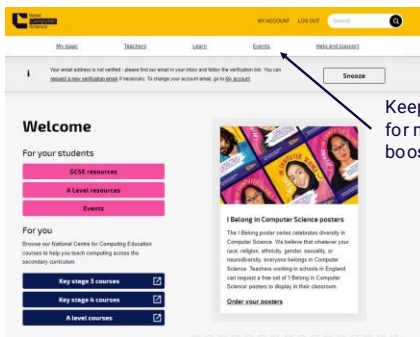 Isaac
Computer
Science
MY ACCOUNT LOG OUT Search
My Isaac Teachers Learn Events Help and support
i
Your email address is not verified - please find our email in your inbox and follow the verification link. You can
request a new verification email if necessary. To change your account email, go to My account.
Snooze
Keep
for
boos
Welcome
For your students
GCSE resources
A Level resources
Events
For you
Browse our National Centre for Computing Education
courses to help you teach computing across the
secondary curriculum
Key stage 3 courses
Key stage 4 courses
A level courses
I BELONG IN COMPUTER SCIENCE
I Belong in Computer Science posters
The I Belong poster series celebrates diversity in
Computer Science. We believe that whatever your
race, religion, ethnicity, gender, sexuality, or
neurodiversity, everyone belongs in Computer
Science. Teachers working in schools in England
can request a free set of 'I Belong in Computer
Science' posters to display in their classroom.
Order your posters